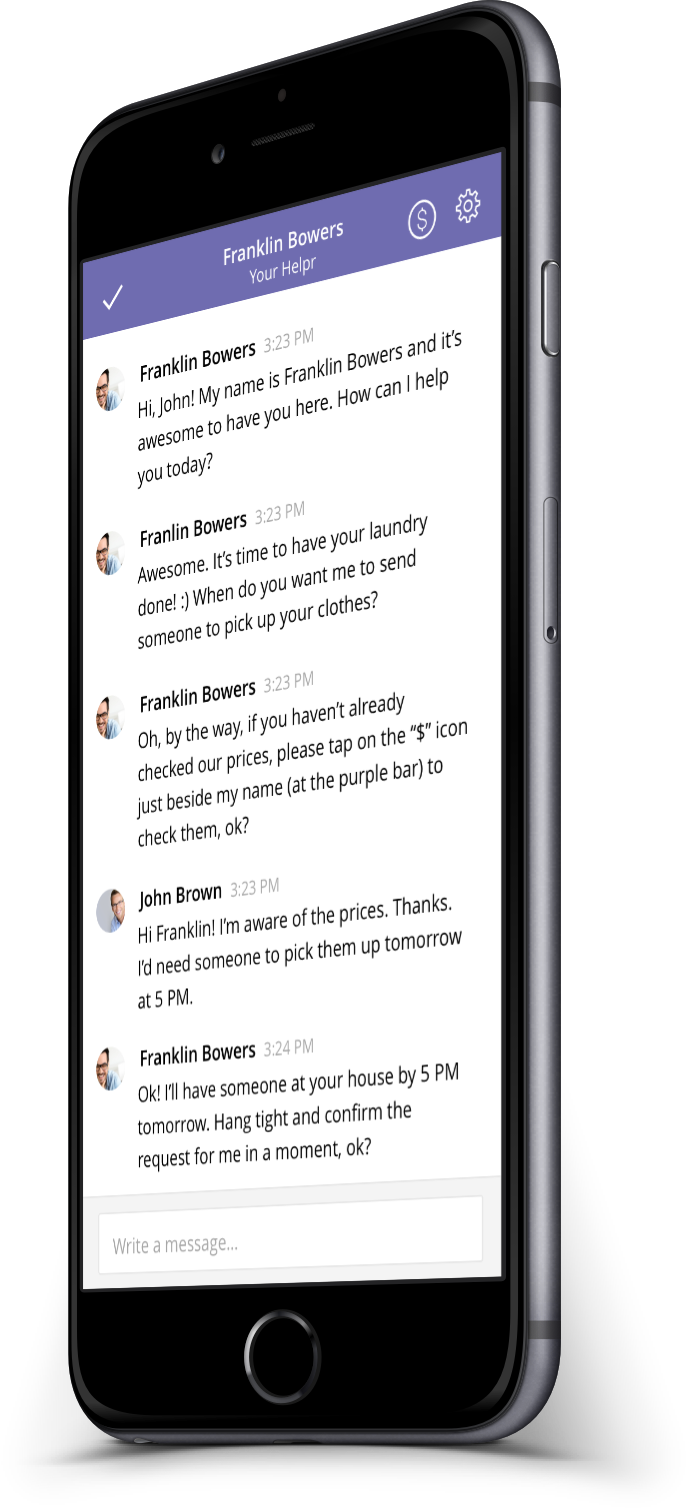 Franklin Bowers
Your Helpr
$
Franklin Bowers 3:23 PM
Hi, John! My name is Franklin Bowers and it’s
awesome to have you here. How can I help
you today?
Franlin Bowers 3:23 PM
Awesome. It’s time to have your laundry
done! :) When do you want me to send
someone to pick up your clothes?
Franklin Bowers 3:23 PM
Oh, by the way, if you haven’t already
checked our prices, please tap on the “$” icon
just beside my name (at the purple bar) to
check them, ok?
John Brown 3:23 PM
Hi Franklin! I’m aware of the prices. Thanks.
I’d need someone to pick them up tomorrow
at 5 PM.
Franklin Bowers 3:24 PM
Ok! I’ll have someone at your house by 5 PM
tomorrow. Hang tight and confirm the
request for me in a moment, ok?
Write a message...